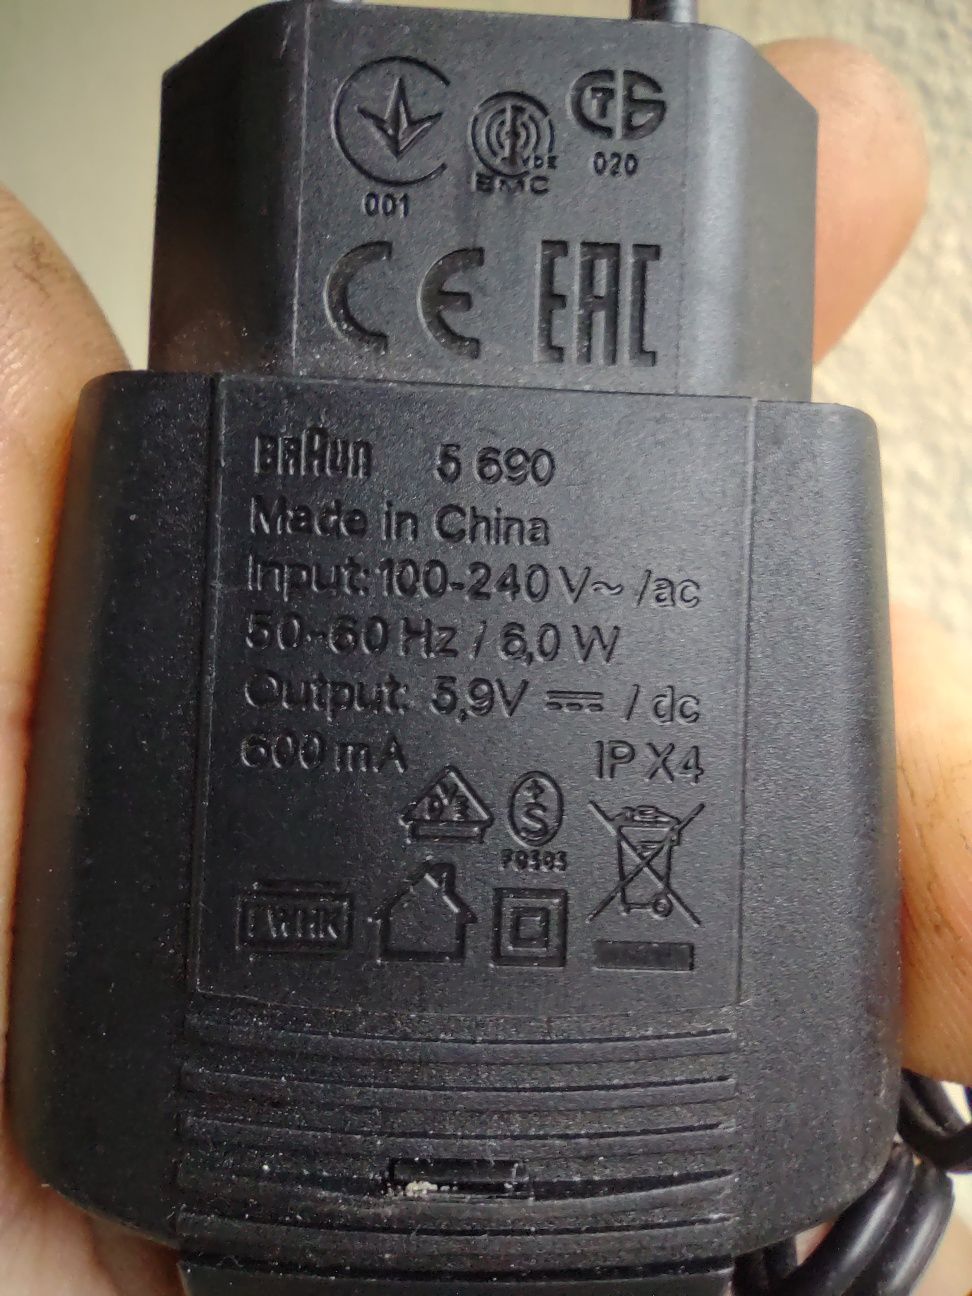 001
VDE
EMC
020
CE EAC
BRAUN 5 690
Made in China
Input: 100-240 V~ /ac
50-60 Hz / 6,0 W
Output: 5,9V ⎓ / dc
600 mA IP X4
+
S